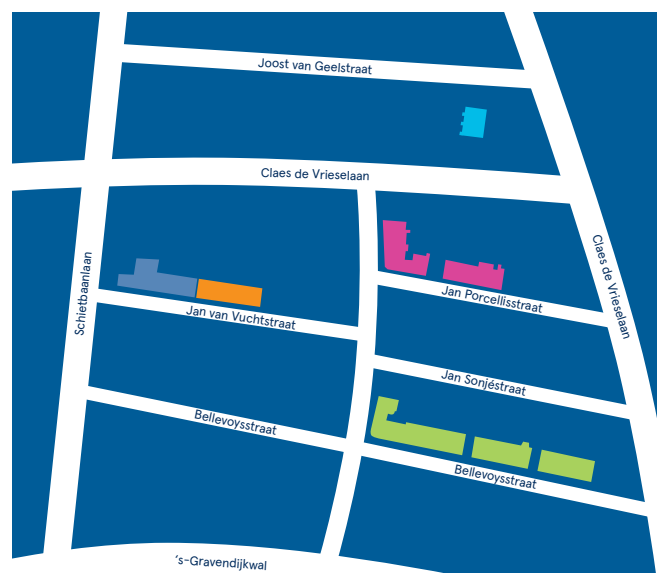 Joost van Geelstraat
Claes de Vrieselaan
Claes de Vrieselaan
Schietbaanlaan
Jan Porcellisstraat
Jan van Vuchtstraat
Jan Sonjéstraat
Bellevoysstraat
Bellevoysstraat
‘s-Gravendijkwal